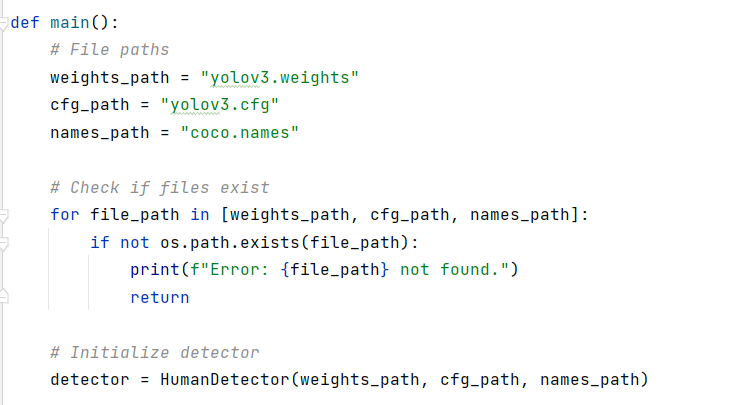 def main():
    # File paths
    weights_path = "yolov3.weights"
    cfg_path = "yolov3.cfg"
    names_path = "coco.names"

    # Check if files exist
    for file_path in [weights_path, cfg_path, names_path]:
        if not os.path.exists(file_path):
            print(f"Error: {file_path} not found.")
            return

    # Initialize detector
    detector = HumanDetector(weights_path, cfg_path, names_path)